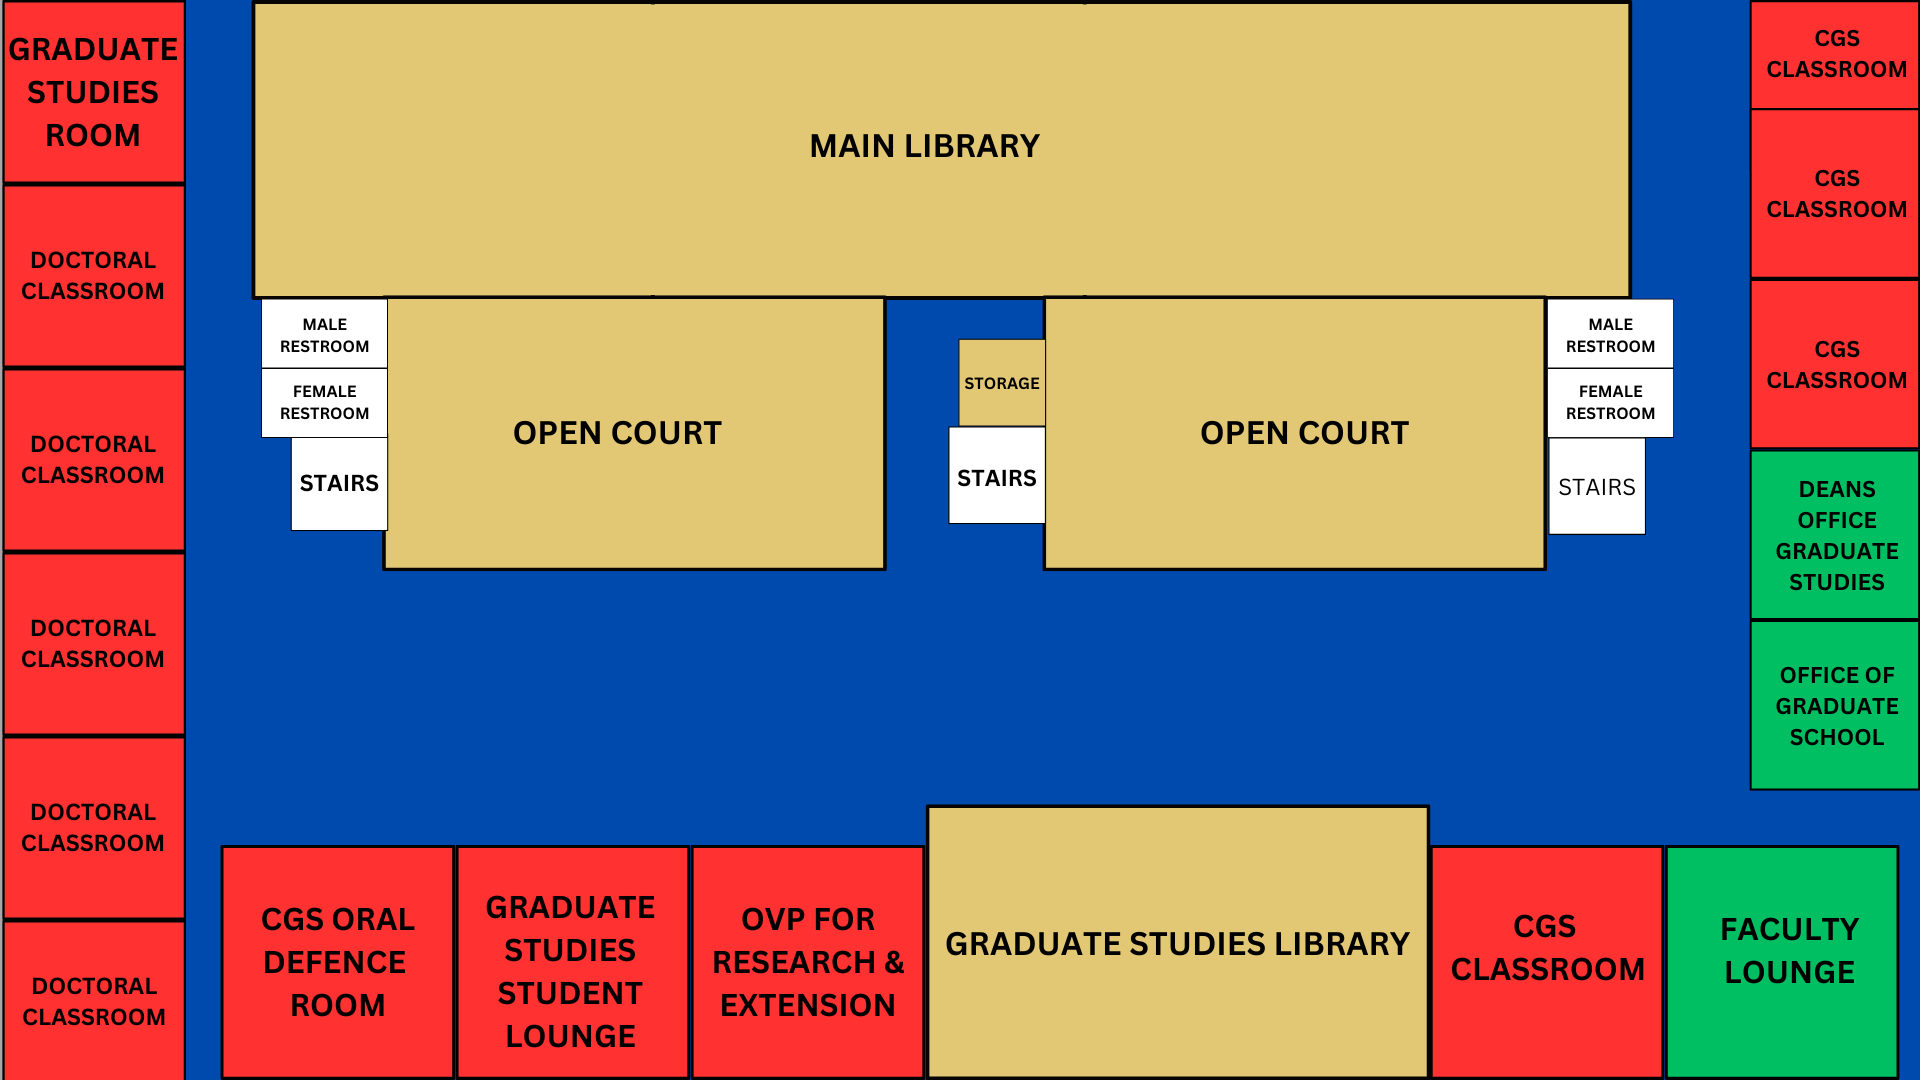 GRADUATE
STUDIES
ROOM
DOCTORAL
CLASSROOM
DOCTORAL
CLASSROOM
DOCTORAL
CLASSROOM
DOCTORAL
CLASSROOM
DOCTORAL
CLASSROOM
MAIN LIBRARY
MALE
RESTROOM
FEMALE
RESTROOM
STAIRS
OPEN COURT
STORAGE
STAIRS
OPEN COURT
MALE
RESTROOM
FEMALE
RESTROOM
STAIRS
CGS
CLASSROOM
CGS
CLASSROOM
CGS
CLASSROOM
DEANS
OFFICE
GRADUATE
STUDIES
OFFICE OF
GRADUATE
SCHOOL
CGS ORAL
DEFENCE
ROOM
GRADUATE
STUDIES
STUDENT
LOUNGE
OVP FOR
RESEARCH &
EXTENSION
GRADUATE STUDIES LIBRARY
CGS
CLASSROOM
FACULTY
LOUNGE